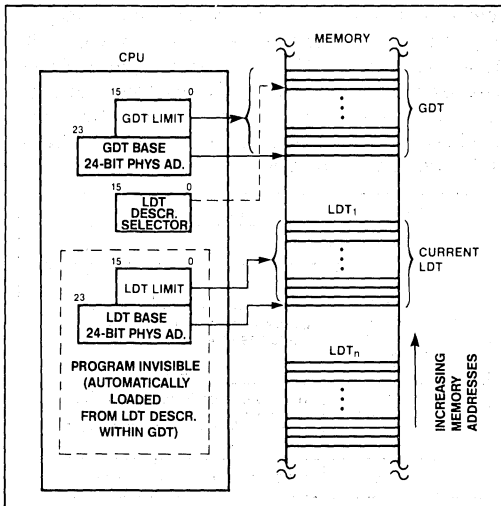 MEMORY
CPU
15 0
GDT LIMIT
23
GDT BASE
24-BIT PHYS AD.
GDT
15 0
LDT
DESCR.
SELECTOR
LDT₁
15 0
LDT LIMIT
23
LDT BASE
24-BIT PHYS AD.
CURRENT
LDT
PROGRAM INVISIBLE
(AUTOMATICALLY
LOADED
FROM LDT DESCR.
WITHIN GDT)
LDTₙ
INCREASING
MEMORY
ADDRESSES